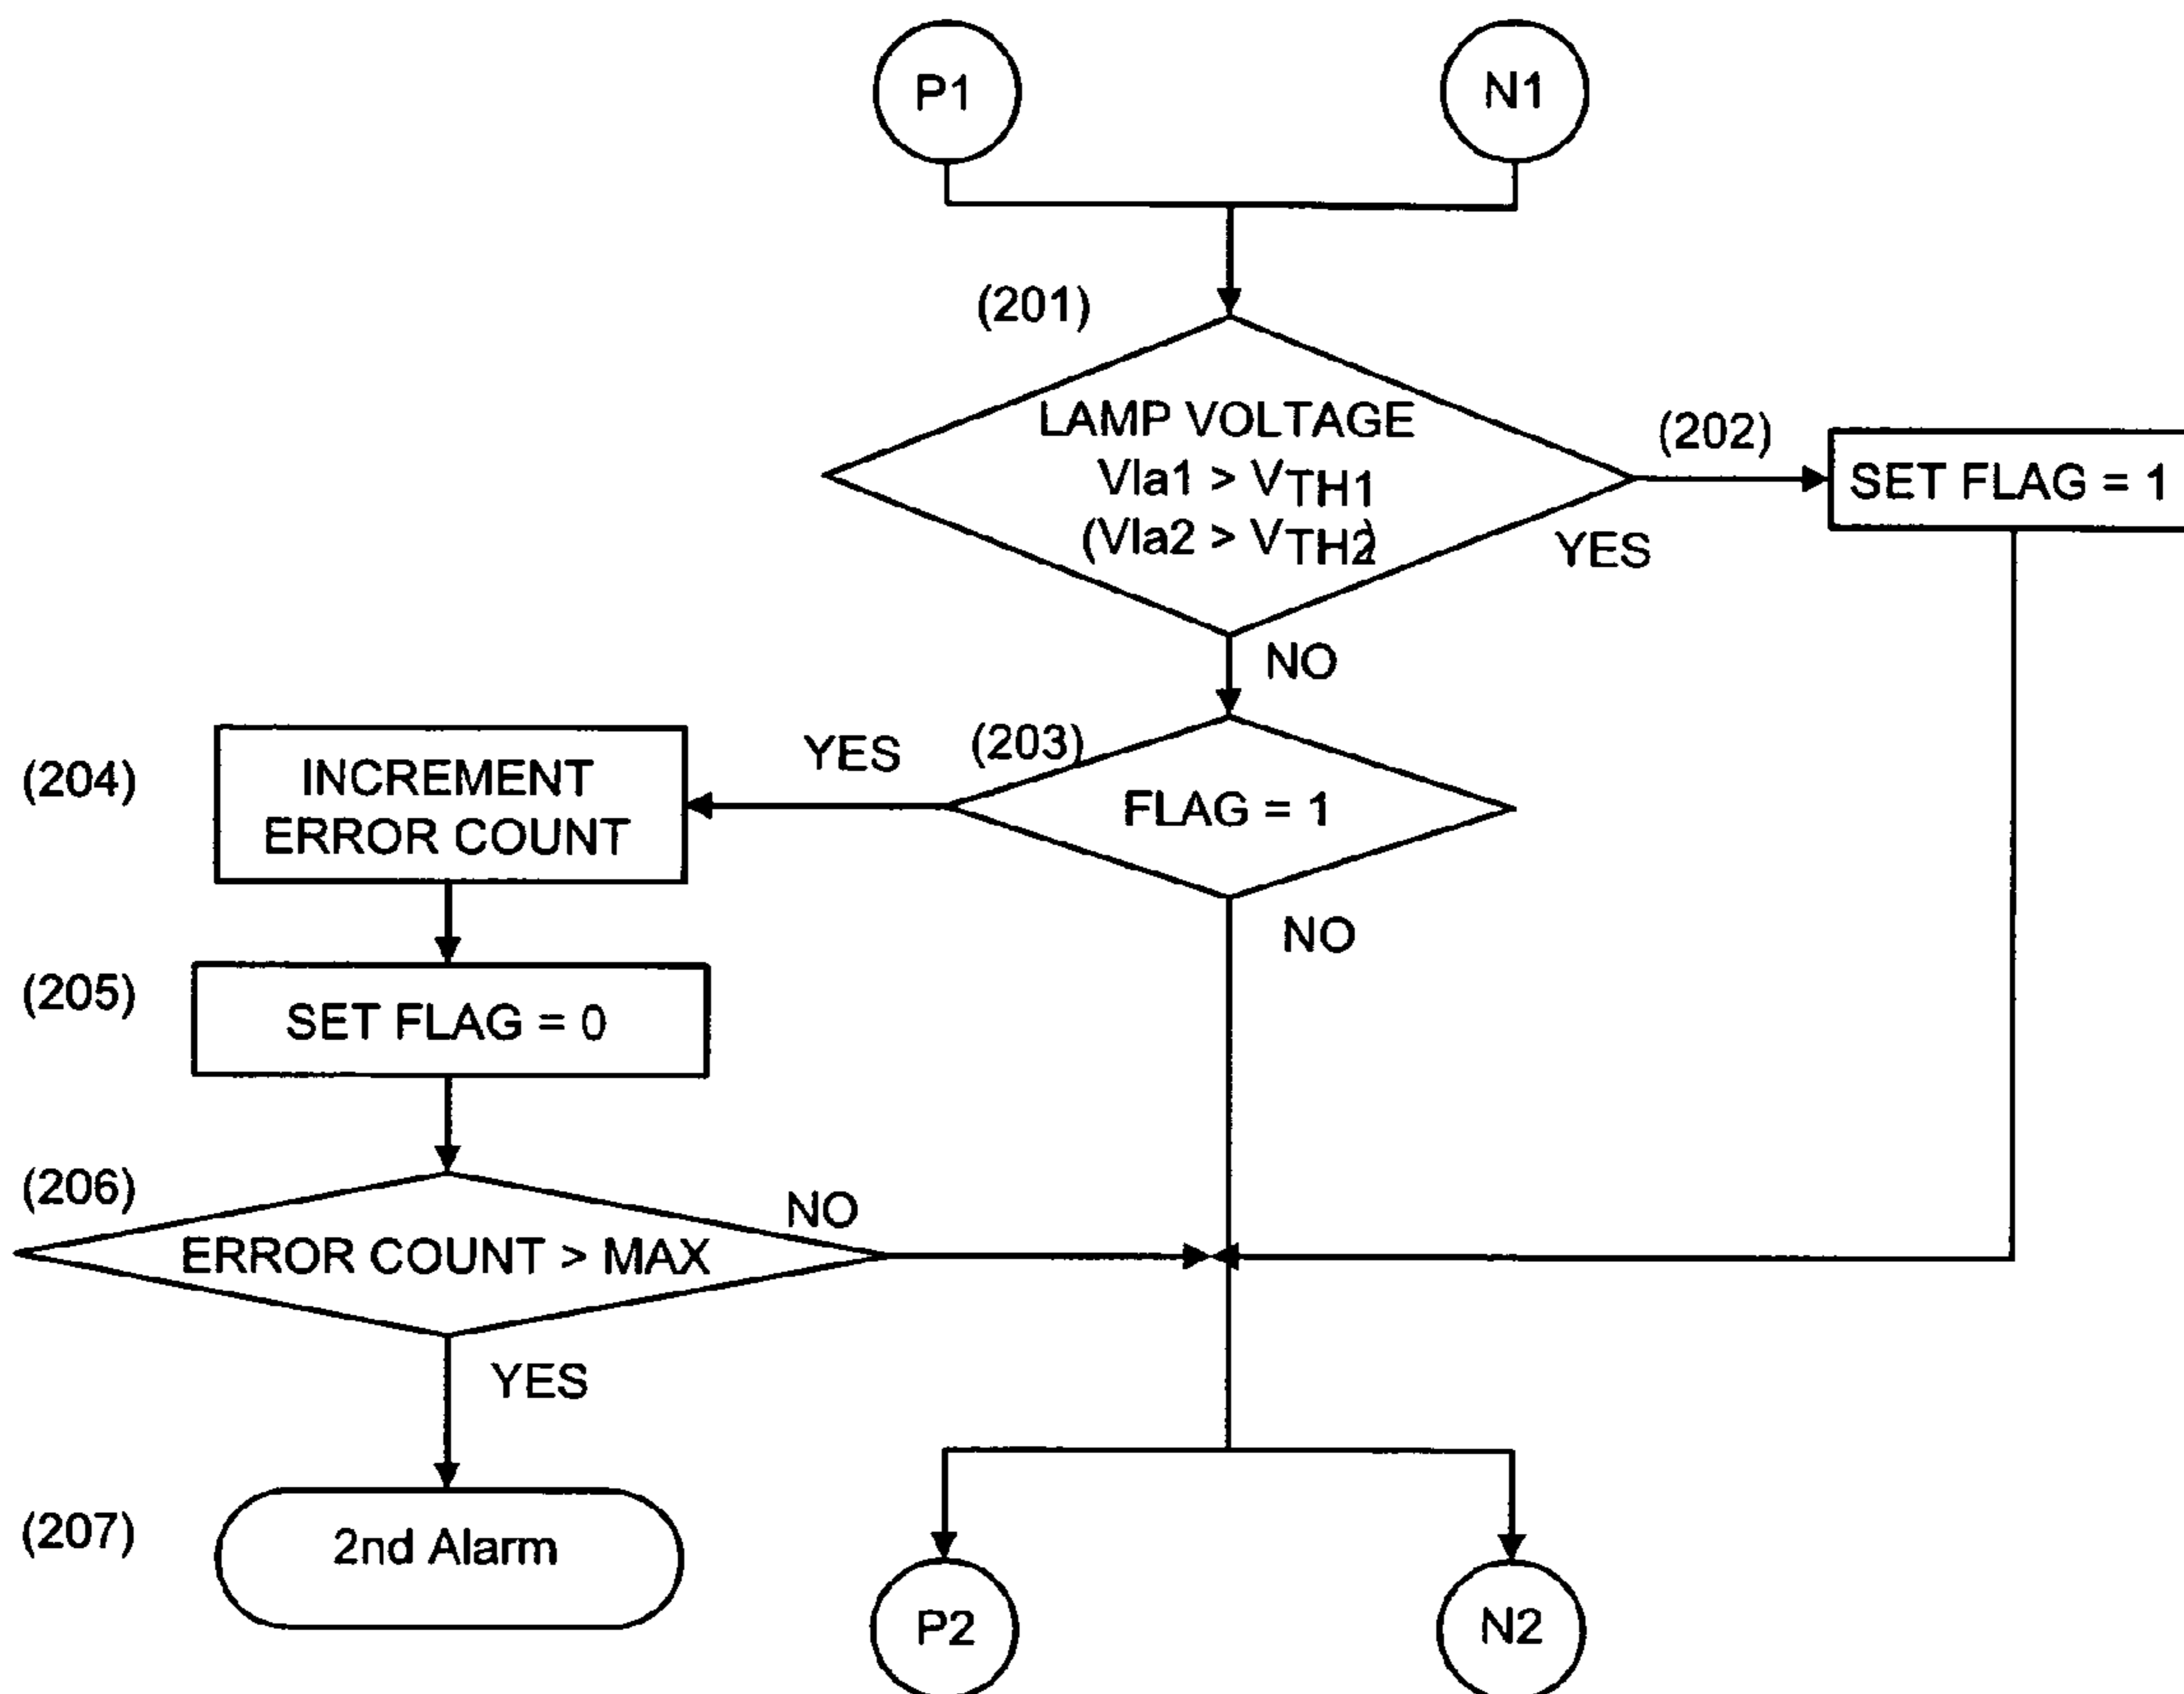 P1
N1
(201)
LAMP VOLTAGE
Vla1 > VTH1
(Vla2 > VTH2)
(202)
SET FLAG = 1
YES
NO
(203)
YES
FLAG = 1
(204)
INCREMENT
ERROR COUNT
NO
(205)
SET FLAG = 0
(206)
NO
ERROR COUNT > MAX
YES
(207)
2nd Alarm
P2
N2